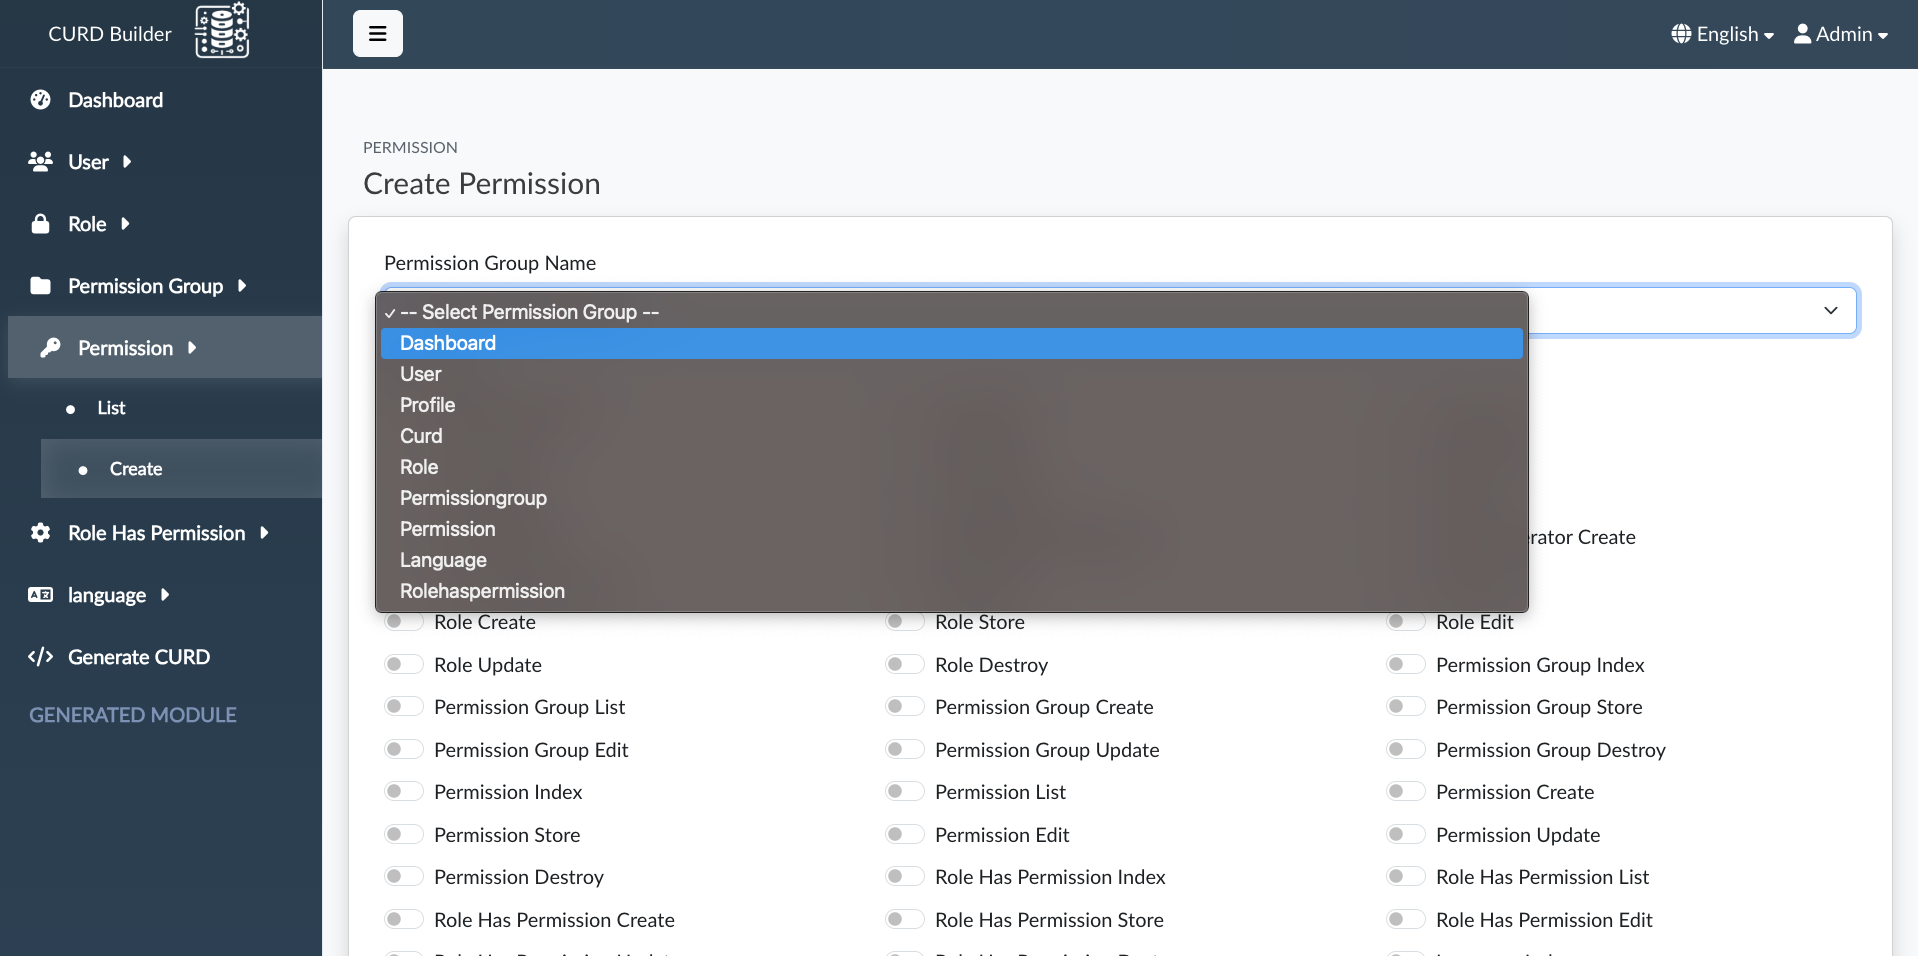 CURD Builder
English
Admin
Dashboard
User
Role
Permission Group
Permission
List
Create
Role Has Permission
language
Generate CURD
GENERATED MODULE
PERMISSION
Create Permission
Permission Group Name
✓ -- Select Permission Group --
Dashboard
User
Profile
Curd
Role
Permissiongroup
Permission
Language
Rolehaspermission
Create
Role Create Role Store Role Edit
Role Update Role Destroy Permission Group Index
Permission Group List Permission Group Create Permission Group Store
Permission Group Edit Permission Group Update Permission Group Destroy
Permission Index Permission List Permission Create
Permission Store Permission Edit Permission Update
Permission Destroy Role Has Permission Index Role Has Permission List
Role Has Permission Create Role Has Permission Store Role Has Permission Edit